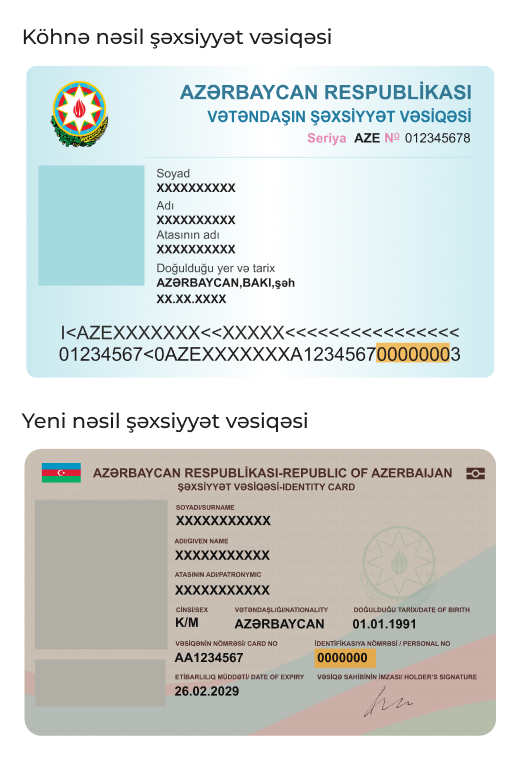 Köhnə nəsil şəxsiyyət vəsiqəsi
AZƏRBAYCAN RESPUBLİKASI
VƏTƏNDAŞIN ŞƏXSİYYƏT VƏSİQƏSİ
Seriya AZE Nº 012345678
Soyad
XXXXXXXXXX
Adı
XXXXXXXXXX
Atasının adı
XXXXXXXXXX
Doğulduğu yer və tarix
AZƏRBAYCAN,BAKI,şəh
XX.XX.XXXX
I<AZEXXXXXXX<<XXXXX<<<<<<<<<<<<<<<<
01234567<0AZEXXXXXXXA123456700000003
Yeni nəsil şəxsiyyət vəsiqəsi
AZƏRBAYCAN RESPUBLİKASI-REPUBLIC OF AZERBAIJAN
ŞƏXSİYYƏT VƏSİQƏSİ-IDENTITY CARD
SOYADI/SURNAME
XXXXXXXXXXX
ADI/GIVEN NAME
XXXXXXXXXXX
ATASININ ADI/PATRONYMIC
XXXXXXXXXXX
CİNSİ/SEX VƏTƏNDAŞLIĞI/NATIONALITY DOĞULDUĞU TARİX/DATE OF BIRITH
K/M AZƏRBAYCAN 01.01.1991
VƏSİQƏNİN NÖMRƏSİ/ CARD NO İDENTİFİKASIYA NÖMRƏSİ / PERSONAL NO
AA1234567 0000000
ETİBARLILIQ MÜDDƏTİ/ DATE OF EXPIRY VƏSİQƏ SAHİBİNİN İMZASI/ HOLDER'S SIGNATURE
26.02.2029